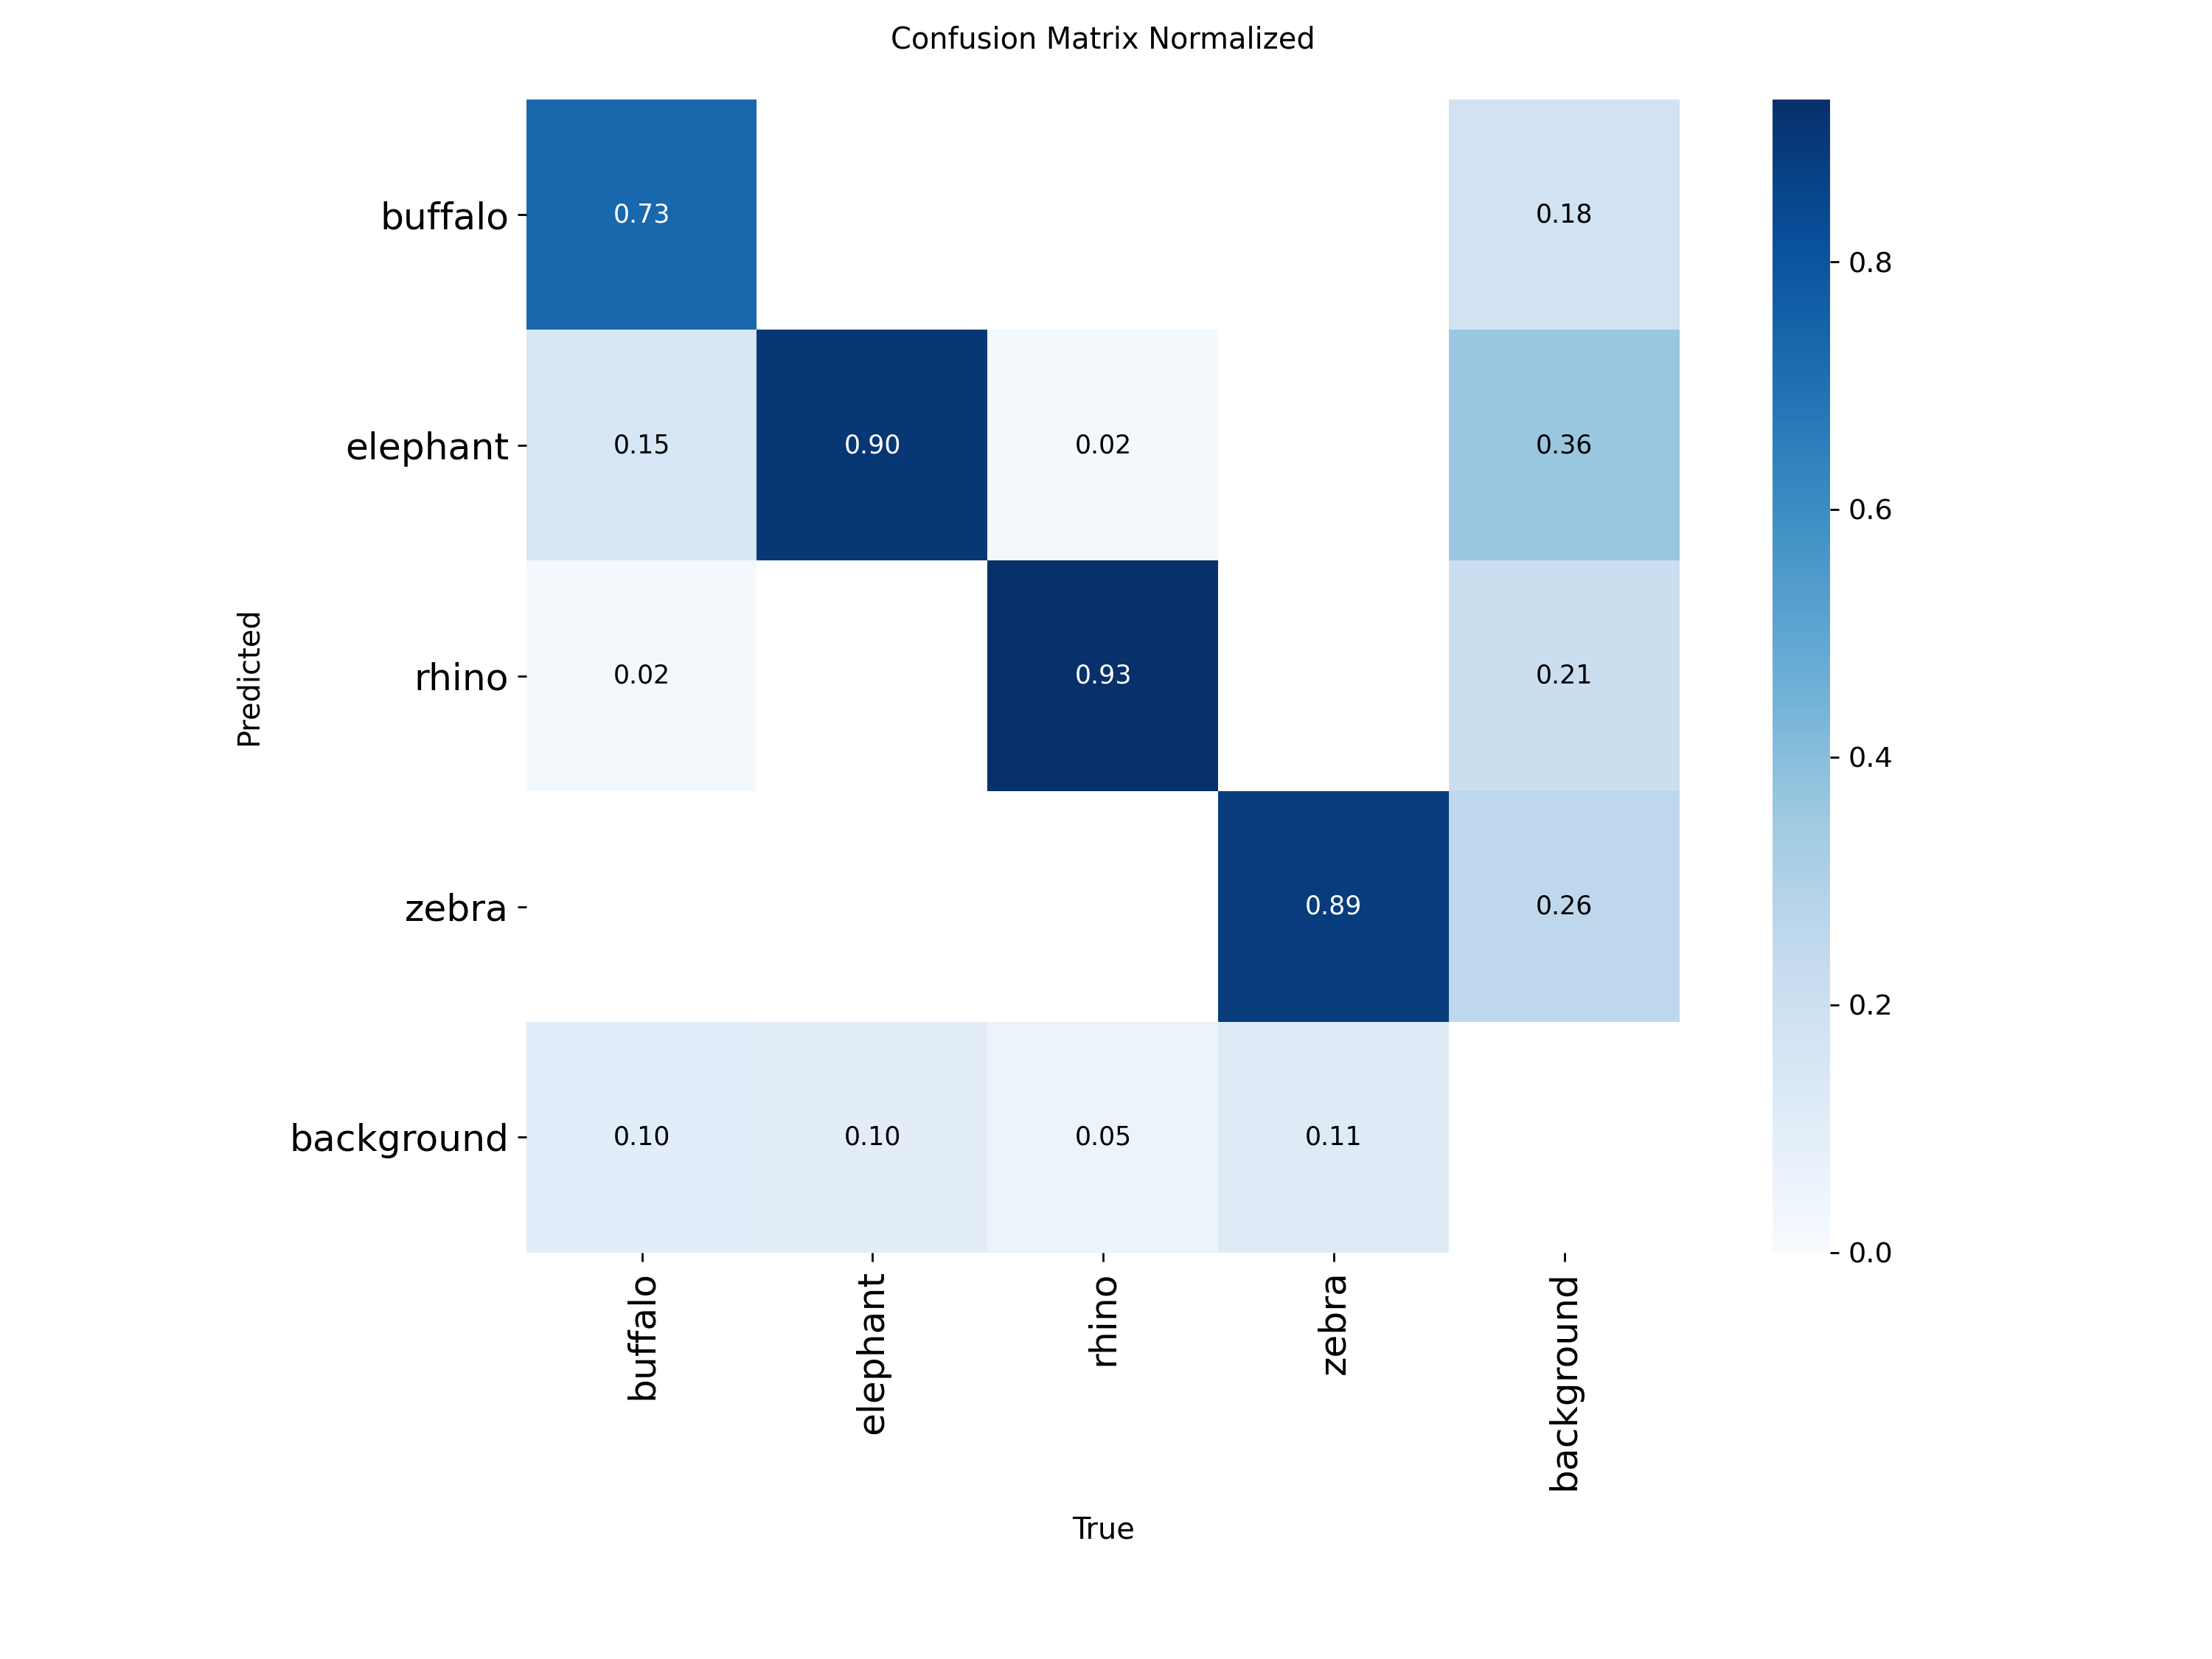 Confusion Matrix Normalized
buffalo
0.73
0.18
0.8
elephant
0.15
0.90
0.02
0.36
0.6
Predicted
rhino
0.02
0.93
0.21
0.4
zebra
0.89
0.26
0.2
background
0.10
0.10
0.05
0.11
0.0
buffalo
elephant
rhino
zebra
background
True